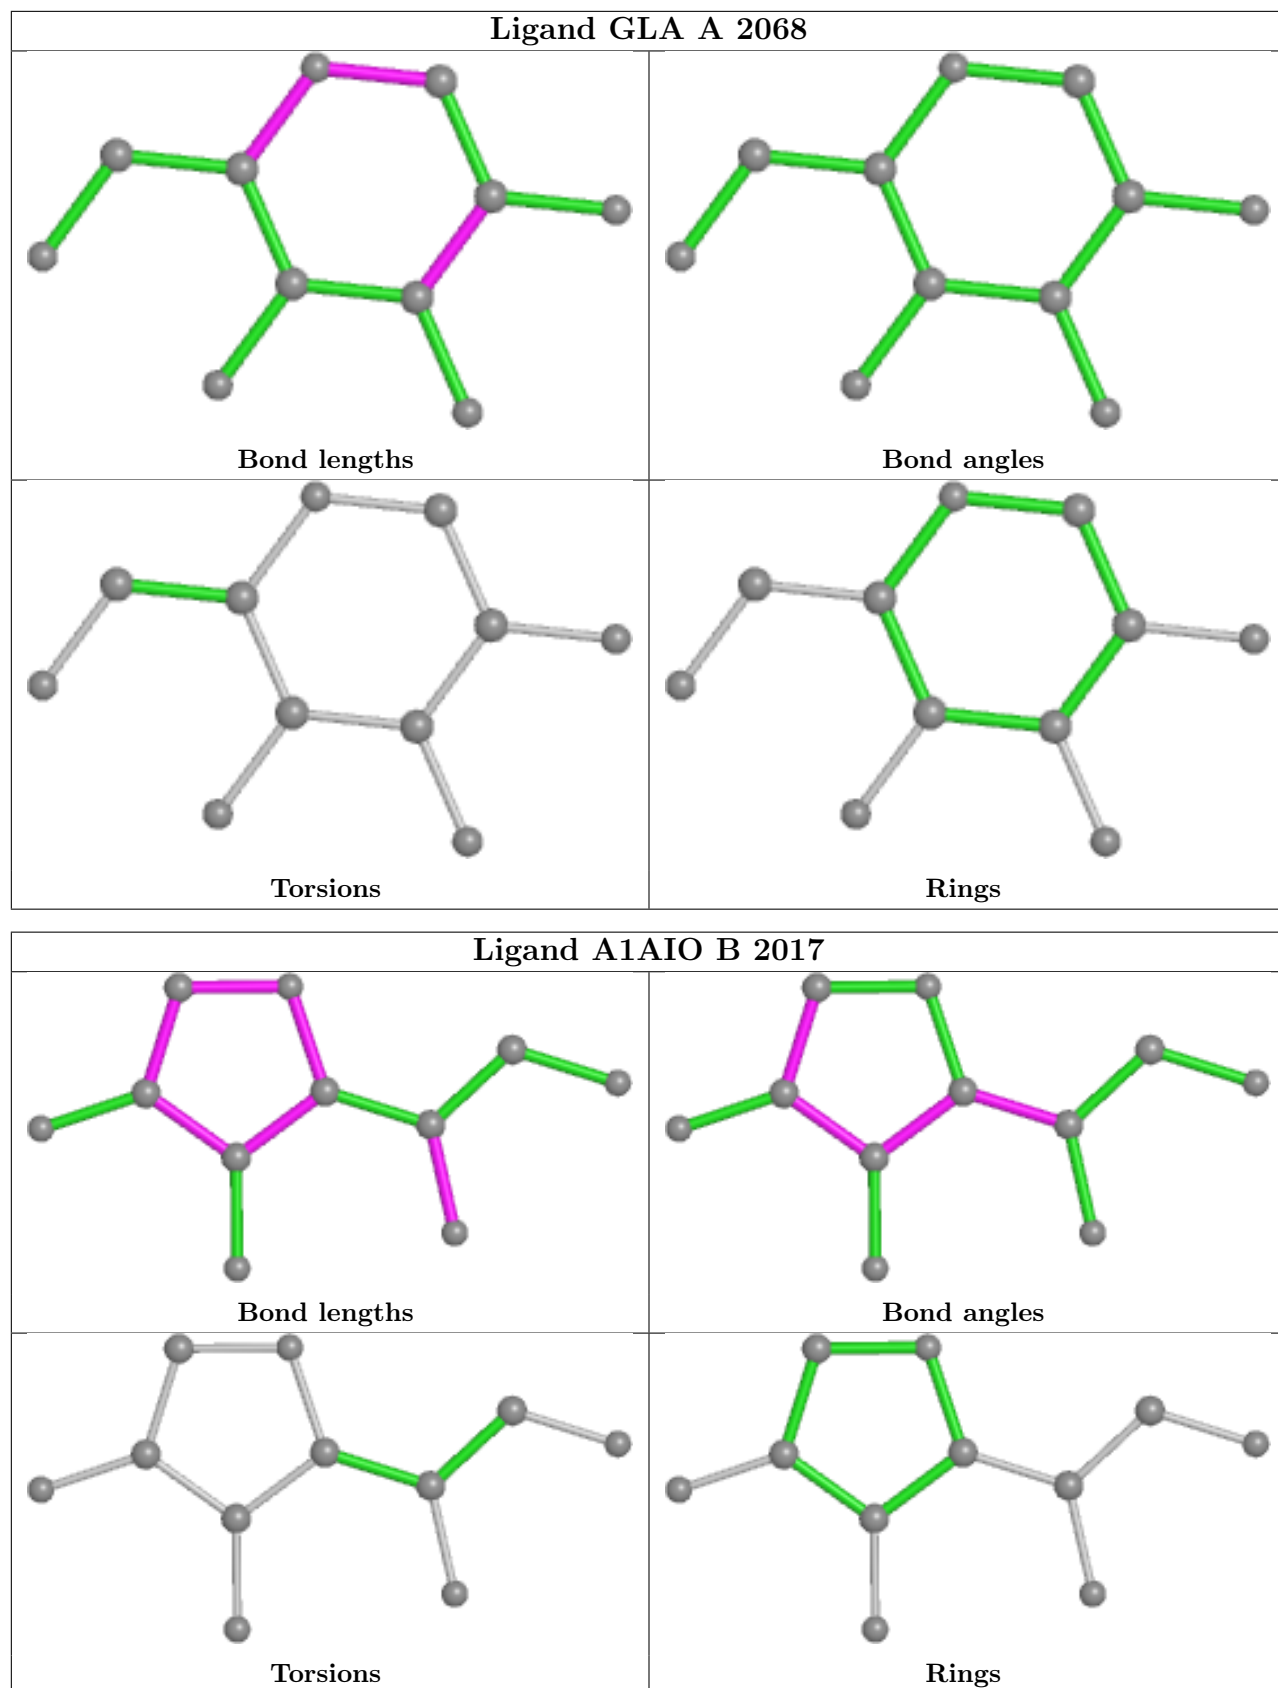 Ligand GLA A 2068
Bond lengths
Bond angles
Torsions
Rings
Ligand A1AIO B 2017
Bond lengths
Bond angles
Torsions
Rings